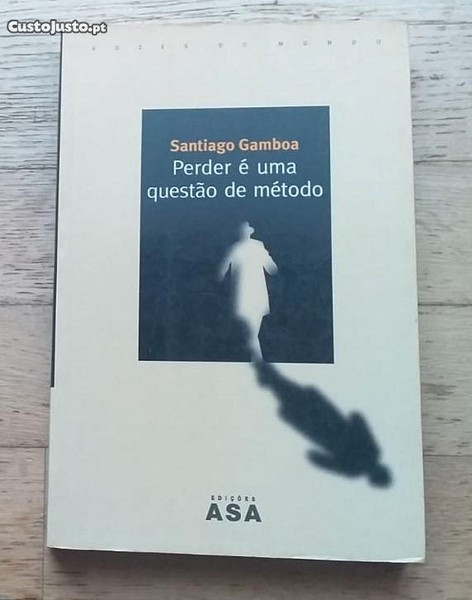 CustoJusto.pt
VOZES DO MUNDO
Santiago Gamboa
Perder é uma
questão de método
EDIÇÕES
ASA